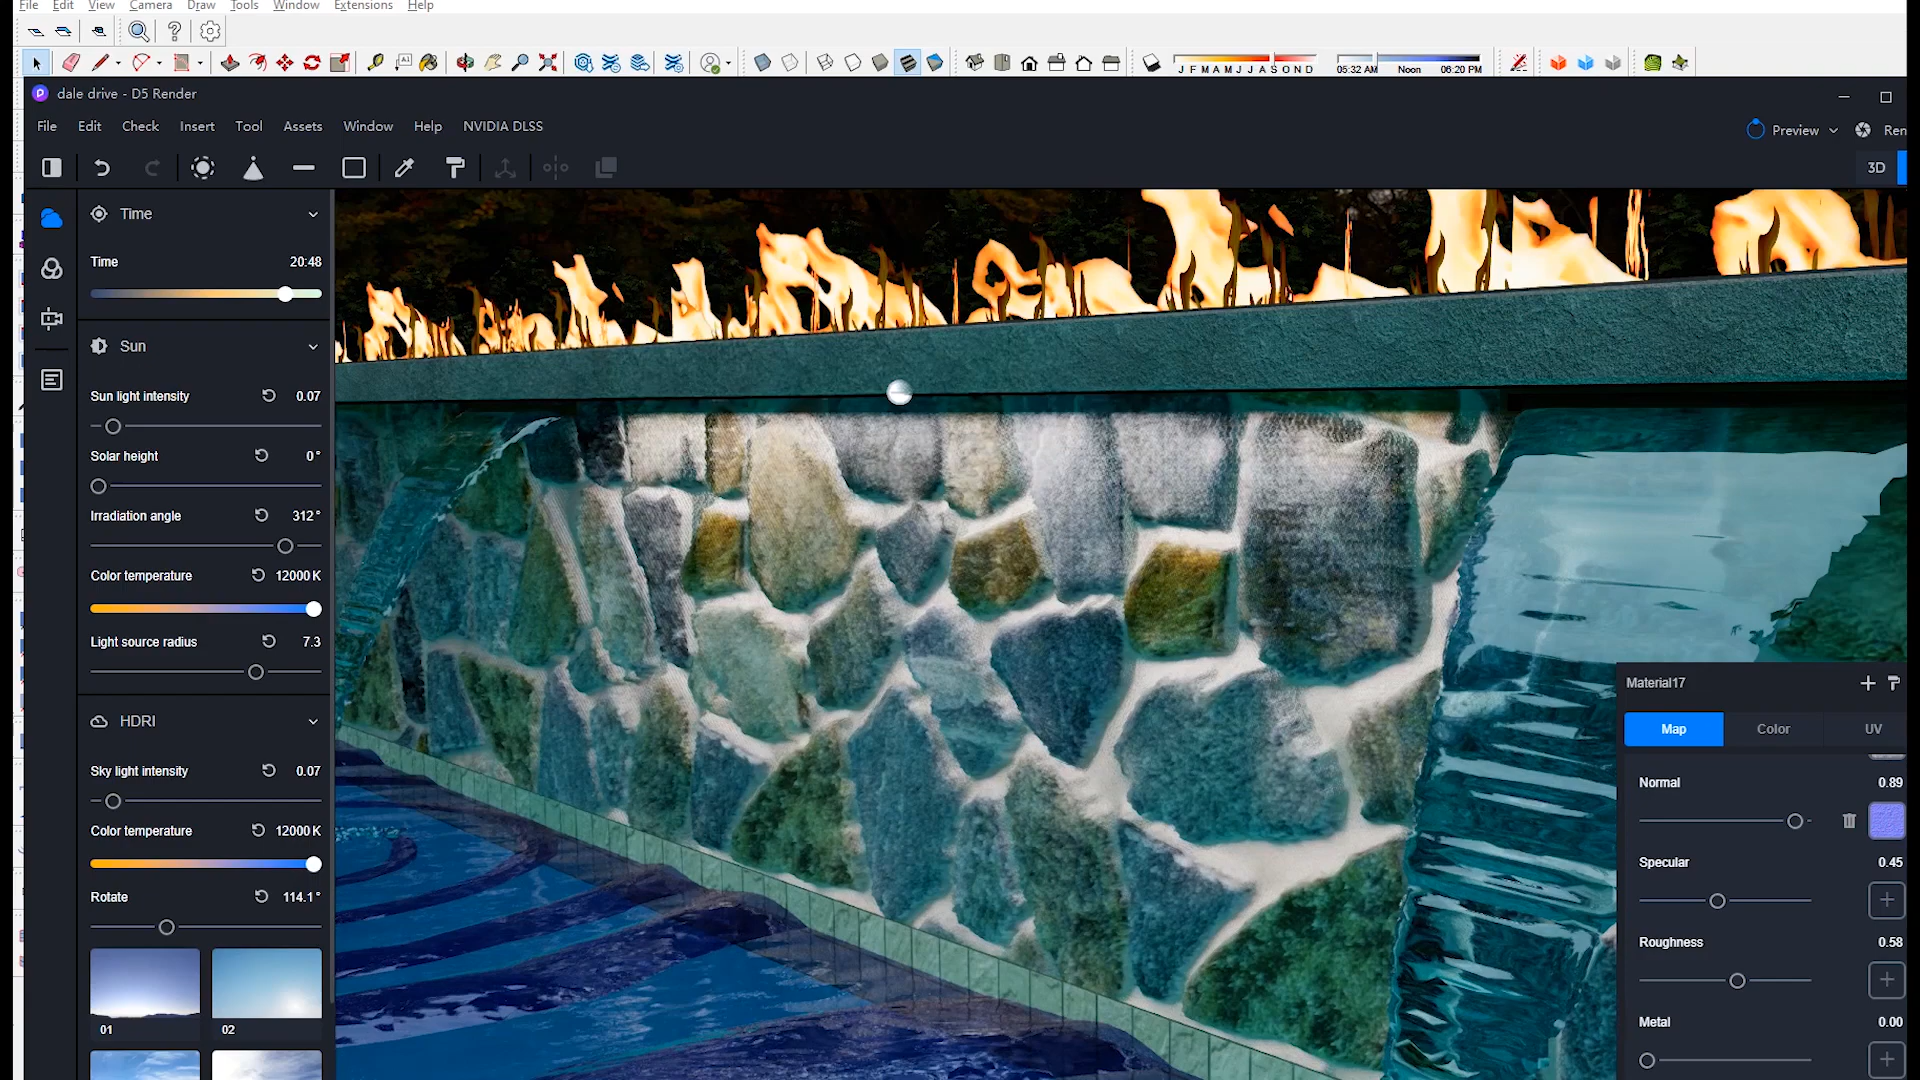 File Edit View Camera Draw Tools Window Extensions Help
J F M A M J J A S O N D
05:32 AM Noon 06:20 PM
dale drive - D5 Render
File Edit Check Insert Tool Assets Window Help NVIDIA DLSS
Preview Ren
3D
Time
Time 20:48
Sun
Sun light intensity 0.07
Solar height 0°
Irradiation angle 312°
Color temperature 12000 K
Light source radius 7.3
HDRI
Sky light intensity 0.07
Color temperature 12000 K
Rotate 114.1°
01 02
Material17
Map Color UV
Normal 0.89
Specular 0.45
Roughness 0.58
Metal 0.00